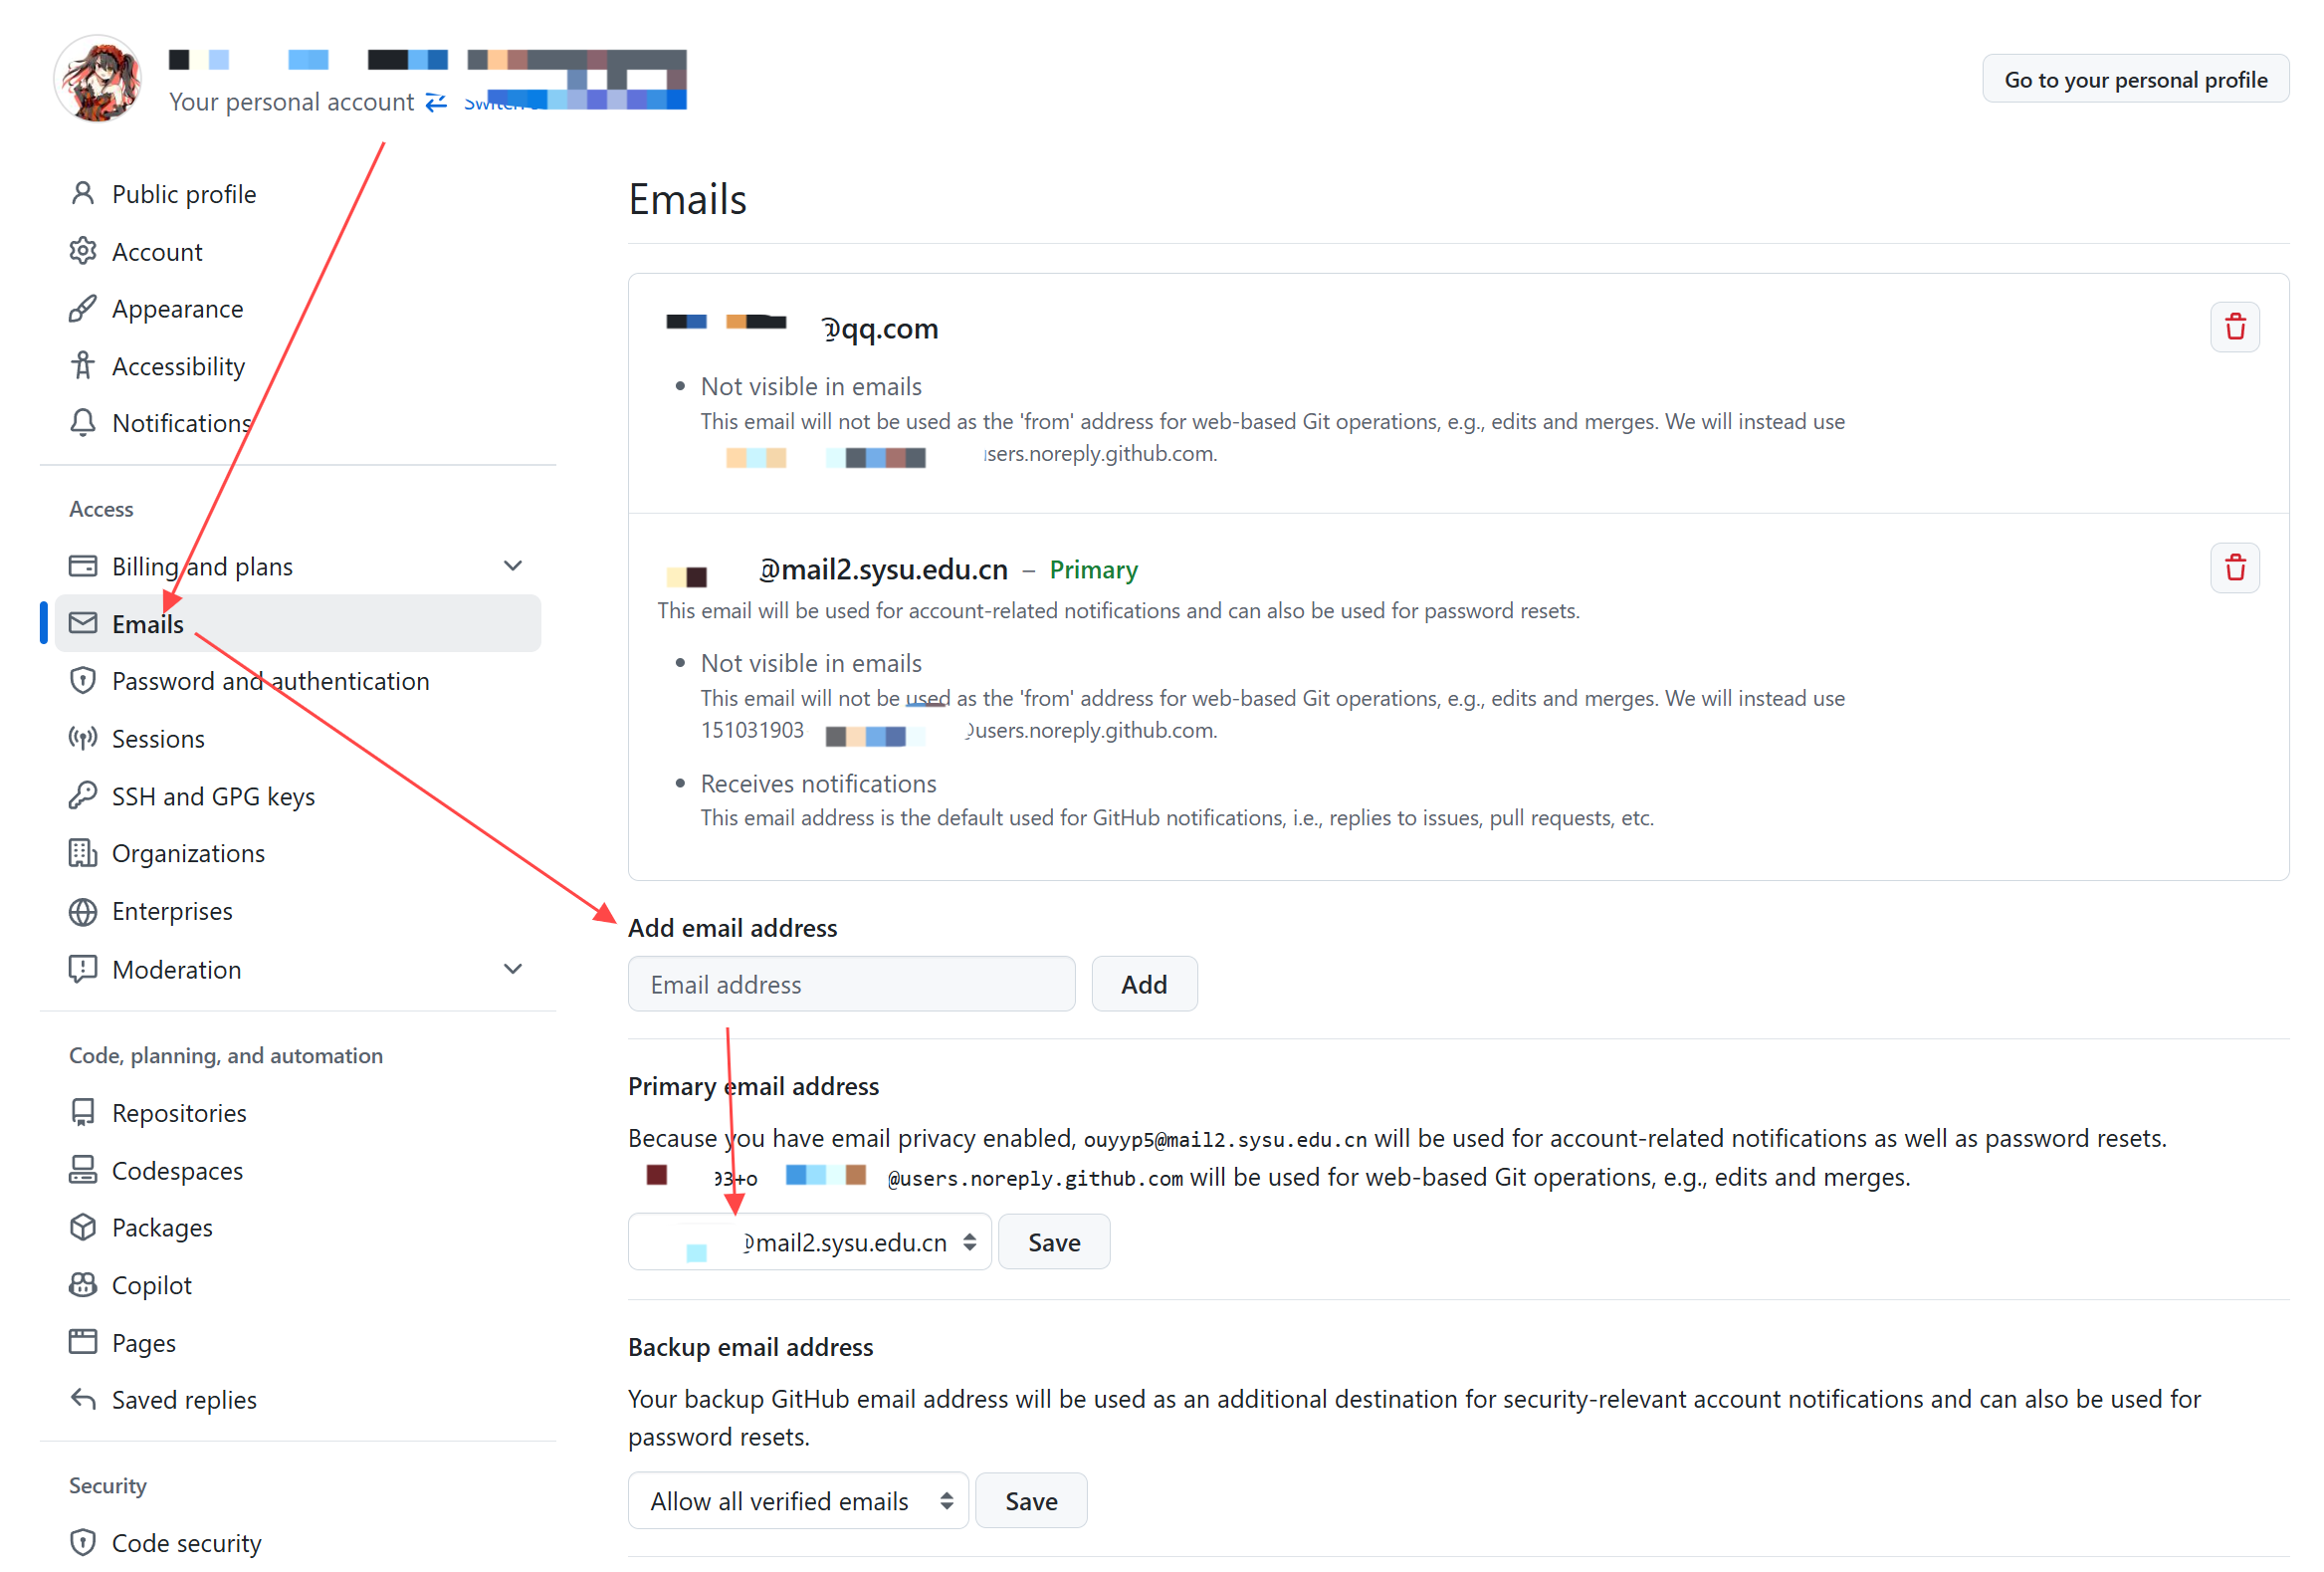 Your personal account
Go to your personal profile
Public profile
Account
Appearance
Accessibility
Notifications
Access
Billing and plans
Emails
Password and authentication
Sessions
SSH and GPG keys
Organizations
Enterprises
Moderation
Code, planning, and automation
Repositories
Codespaces
Packages
Copilot
Pages
Saved replies
Security
Code security
Emails
@qq.com
Not visible in emails
This email will not be used as the 'from' address for web-based Git operations, e.g., edits and merges. We will instead use
users.noreply.github.com.
@mail2.sysu.edu.cn – Primary
This email will be used for account-related notifications and can also be used for password resets.
Not visible in emails
This email will not be used as the 'from' address for web-based Git operations, e.g., edits and merges. We will instead use
151031903 @users.noreply.github.com.
Receives notifications
This email address is the default used for GitHub notifications, i.e., replies to issues, pull requests, etc.
Add email address
Email address
Add
Primary email address
Because you have email privacy enabled, ouyyp5@mail2.sysu.edu.cn will be used for account-related notifications as well as password resets.
03+o @users.noreply.github.com will be used for web-based Git operations, e.g., edits and merges.
@mail2.sysu.edu.cn
Save
Backup email address
Your backup GitHub email address will be used as an additional destination for security-relevant account notifications and can also be used for
password resets.
Allow all verified emails
Save